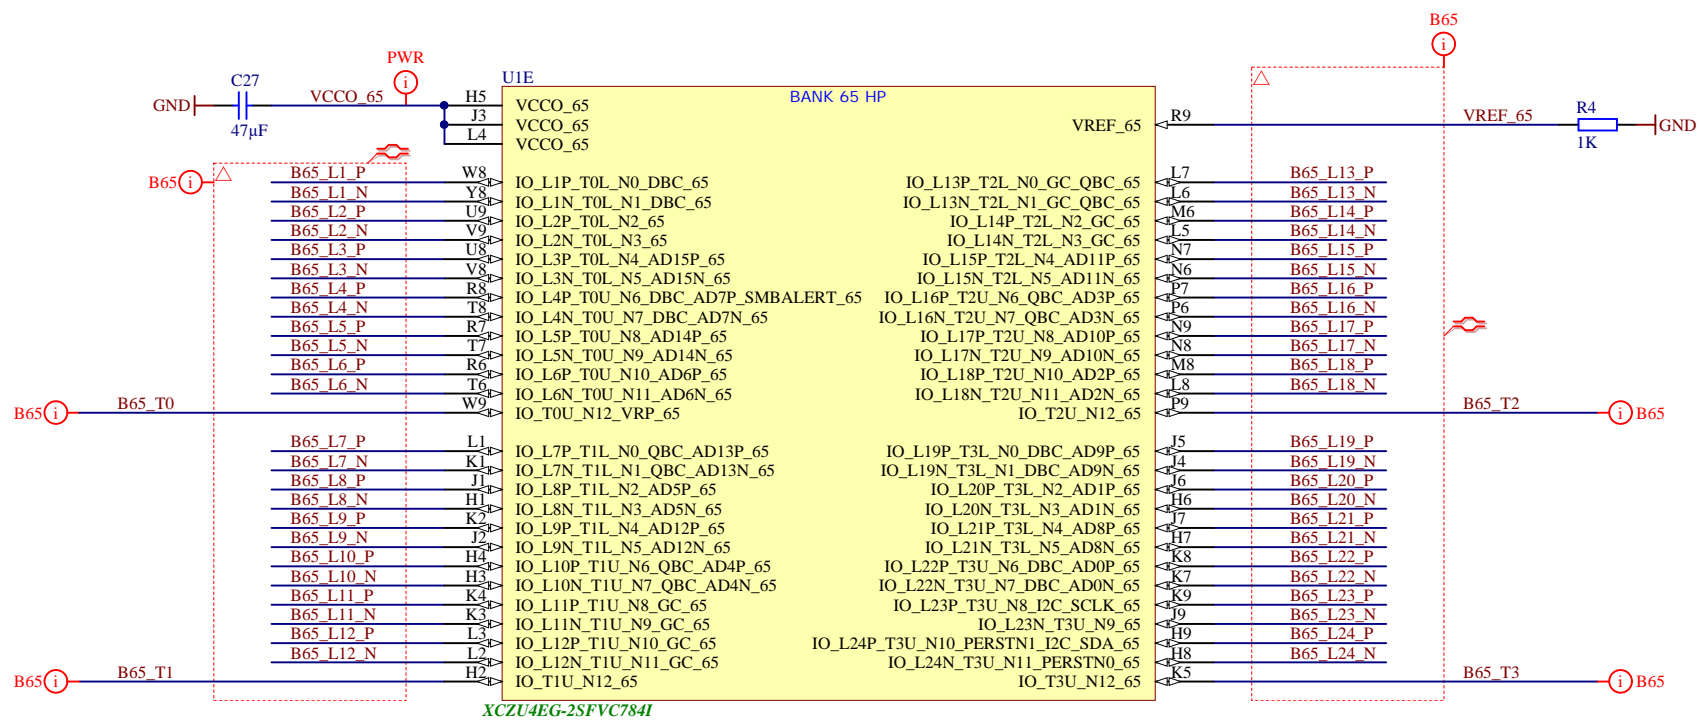 B65
PWR
C27
U1E
GND
VCCO_65
47µF
H5
J3
L4
VCCO_65
VCCO_65
VCCO_65
BANK 65 HP
VREF_65
R9
VREF_65
R4
1K
GND
B65
B65_L1_P W8 IO_L1P_T0L_N0_DBC_65
B65_L1_N Y8 IO_L1N_T0L_N1_DBC_65
B65_L2_P U9 IO_L2P_T0L_N2_65
B65_L2_N V9 IO_L2N_T0L_N3_65
B65_L3_P U8 IO_L3P_T0L_N4_AD15P_65
B65_L3_N V8 IO_L3N_T0L_N5_AD15N_65
B65_L4_P R8 IO_L4P_T0U_N6_DBC_AD7P_SMBALERT_65
B65_L4_N T8 IO_L4N_T0U_N7_DBC_AD7N_65
B65_L5_P R7 IO_L5P_T0U_N8_AD14P_65
B65_L5_N T7 IO_L5N_T0U_N9_AD14N_65
B65_L6_P R6 IO_L6P_T0U_N10_AD6P_65
B65_L6_N T6 IO_L6N_T0U_N11_AD6N_65
B65 B65_T0 W9 IO_T0U_N12_VRP_65
B65_L7_P L1 IO_L7P_T1L_N0_QBC_AD13P_65
B65_L7_N K1 IO_L7N_T1L_N1_QBC_AD13N_65
B65_L8_P J1 IO_L8P_T1L_N2_AD5P_65
B65_L8_N H1 IO_L8N_T1L_N3_AD5N_65
B65_L9_P K2 IO_L9P_T1L_N4_AD12P_65
B65_L9_N J2 IO_L9N_T1L_N5_AD12N_65
B65_L10_P H4 IO_L10P_T1U_N6_QBC_AD4P_65
B65_L10_N H3 IO_L10N_T1U_N7_QBC_AD4N_65
B65_L11_P K4 IO_L11P_T1U_N8_GC_65
B65_L11_N K3 IO_L11N_T1U_N9_GC_65
B65_L12_P L3 IO_L12P_T1U_N10_GC_65
B65_L12_N L2 IO_L12N_T1U_N11_GC_65
B65 B65_T1 H2 IO_T1U_N12_65
IO_L13P_T2L_N0_GC_QBC_65 L7 B65_L13_P
IO_L13N_T2L_N1_GC_QBC_65 L6 B65_L13_N
IO_L14P_T2L_N2_GC_65 M6 B65_L14_P
IO_L14N_T2L_N3_GC_65 L5 B65_L14_N
IO_L15P_T2L_N4_AD11P_65 N7 B65_L15_P
IO_L15N_T2L_N5_AD11N_65 N6 B65_L15_N
IO_L16P_T2U_N6_QBC_AD3P_65 P7 B65_L16_P
IO_L16N_T2U_N7_QBC_AD3N_65 P6 B65_L16_N
IO_L17P_T2U_N8_AD10P_65 N9 B65_L17_P
IO_L17N_T2U_N9_AD10N_65 N8 B65_L17_N
IO_L18P_T2U_N10_AD2P_65 M8 B65_L18_P
IO_L18N_T2U_N11_AD2N_65 L8 B65_L18_N
IO_T2U_N12_65 P9 B65_T2 B65
IO_L19P_T3L_N0_DBC_AD9P_65 J5 B65_L19_P
IO_L19N_T3L_N1_DBC_AD9N_65 J4 B65_L19_N
IO_L20P_T3L_N2_AD1P_65 J6 B65_L20_P
IO_L20N_T3L_N3_AD1N_65 H6 B65_L20_N
IO_L21P_T3L_N4_AD8P_65 J7 B65_L21_P
IO_L21N_T3L_N5_AD8N_65 H7 B65_L21_N
IO_L22P_T3U_N6_DBC_AD0P_65 K8 B65_L22_P
IO_L22N_T3U_N7_DBC_AD0N_65 K7 B65_L22_N
IO_L23P_T3U_N8_I2C_SCLK_65 K9 B65_L23_P
IO_L23N_T3U_N9_65 J9 B65_L23_N
IO_L24P_T3U_N10_PERSTN1_I2C_SDA_65 H9 B65_L24_P
IO_L24N_T3U_N11_PERSTN0_65 H8 B65_L24_N
IO_T3U_N12_65 K5 B65_T3 B65
XCZU4EG-2SFVC784I